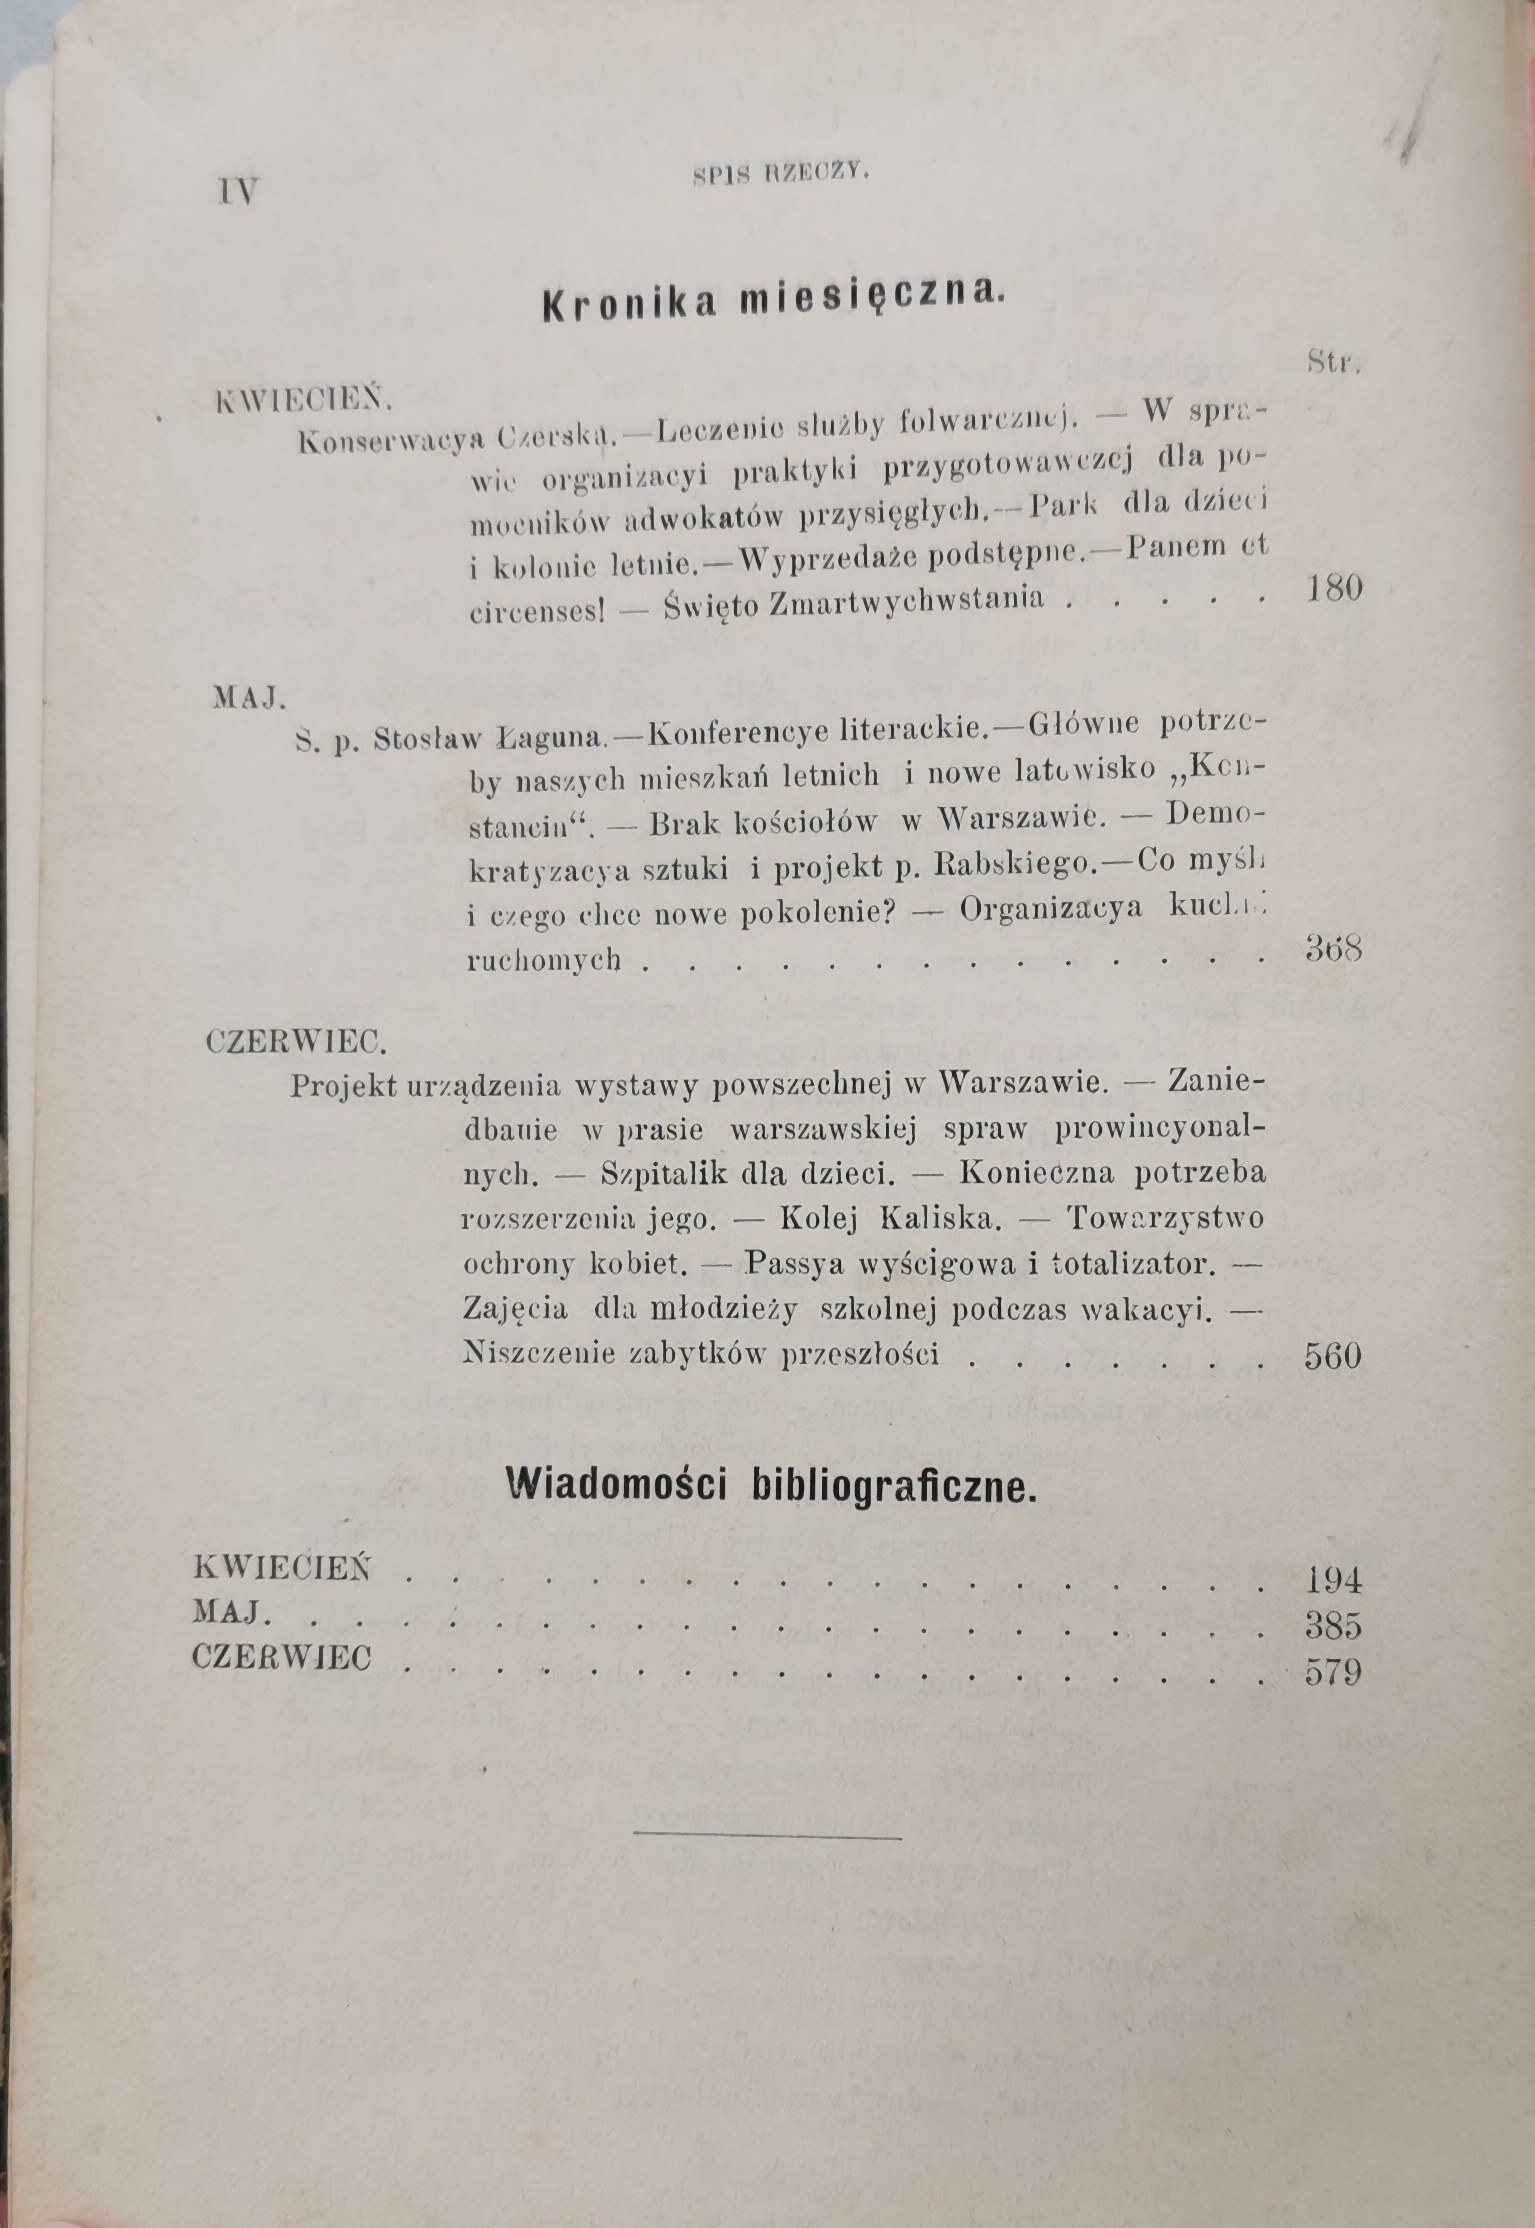 IV
SPIS RZECZY.
Kronika miesięczna.
Str.
KWIECIEŃ.
Konserwacya Czerska.—Leczenie służby folwarcznej. — W spra-
wie organizacyi praktyki przygotowawczej dla po-
mocników adwokatów przysięgłych.—Park dla dzieci
i kolonie letnie.—Wyprzedaże podstępne.—Panem et
circenses! — Święto Zmartwychwstania . . . . . 180
MAJ.
S. p. Stosław Łaguna.—Konferencye literackie.—Główne potrze-
by naszych mieszkań letnich i nowe latowisko „Kon-
stancin“. — Brak kościołów w Warszawie. — Demo-
kratyzacya sztuki i projekt p. Rabskiego.—Co myśli
i czego chce nowe pokolenie? — Organizacya kuchni
ruchomych . . . . . . . . . . . . . . 368
CZERWIEC.
Projekt urządzenia wystawy powszechnej w Warszawie. — Zanie-
dbanie w prasie warszawskiej spraw prowincyonal-
nych. — Szpitalik dla dzieci. — Konieczna potrzeba
rozszerzenia jego. — Kolej Kaliska. — Towarzystwo
ochrony kobiet. — Passya wyścigowa i totalizator. —
Zajęcia dla młodzieży szkolnej podczas wakacyi. —
Niszczenie zabytków przeszłości . . . . . . . 560
Wiadomości bibliograficzne.
KWIECIEŃ . . . . . . . . . . . . . . . . . . . 194
MAJ. . . . . . . . . . . . . . . . . . . . . . 385
CZERWIEC . . . . . . . . . . . . . . . . . . . 579